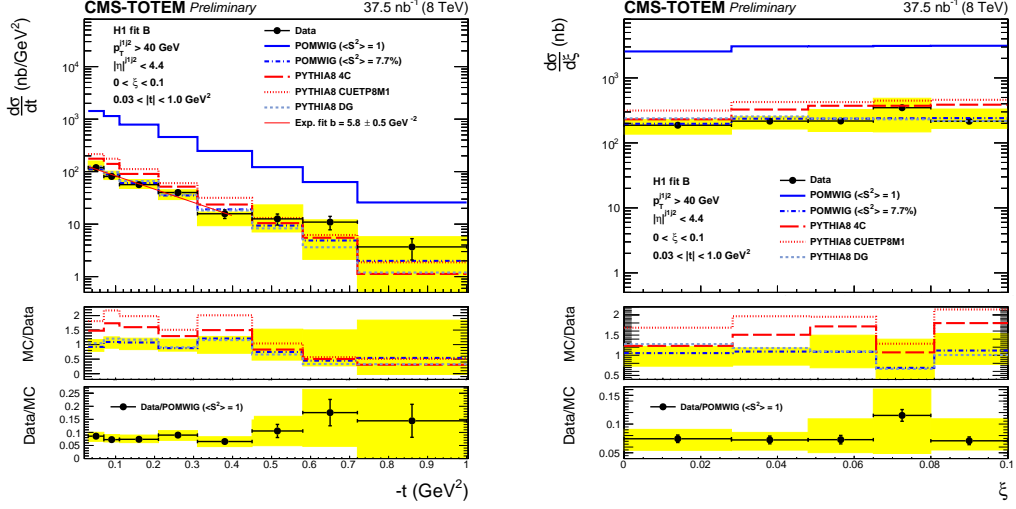 CMS-TOTEM Preliminary 37.5 nb⁻¹ (8 TeV)
dσ/dt (nb/GeV²)
10⁴
10³
10²
10
1
H1 fit B
p_T^{j1,j2} > 40 GeV
|η|^{j1,j2} < 4.4
0 < ξ < 0.1
0.03 < |t| < 1.0 GeV²
Data
POMWIG (<S²> = 1)
POMWIG (<S²> = 7.7%)
PYTHIA8 4C
PYTHIA8 CUETP8M1
PYTHIA8 DG
Exp. fit b = 5.8 ± 0.5 GeV⁻²
MC/Data
2
1.5
1
0.5
0
Data/MC
0.25
0.2
0.15
0.1
0.05
0
Data/POMWIG (<S²> = 1)
0.1 0.2 0.3 0.4 0.5 0.6 0.7 0.8 0.9 1
-t (GeV²)
CMS-TOTEM Preliminary 37.5 nb⁻¹ (8 TeV)
dσ/dξ (nb)
10³
10²
10
1
Data
POMWIG (<S²> = 1)
POMWIG (<S²> = 7.7%)
PYTHIA8 4C
PYTHIA8 CUETP8M1
PYTHIA8 DG
H1 fit B
p_T^{j1,j2} > 40 GeV
|η|^{j1,j2} < 4.4
0 < ξ < 0.1
0.03 < |t| < 1.0 GeV²
MC/Data
2
1.5
1
0.5
Data/MC
0.15
0.1
0.05
Data/POMWIG (<S²> = 1)
0 0.02 0.04 0.06 0.08 0.1
ξ